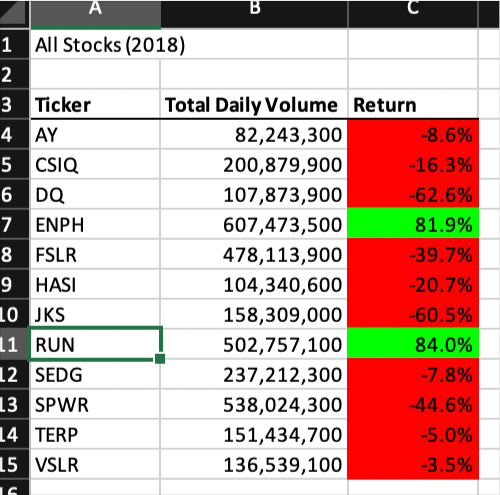 A B C
1 All Stocks (2018)
2
3 Ticker Total Daily Volume Return
4 AY 82,243,300 -8.6%
5 CSIQ 200,879,900 -16.3%
6 DQ 107,873,900 -62.6%
7 ENPH 607,473,500 81.9%
8 FSLR 478,113,900 -39.7%
9 HASI 104,340,600 -20.7%
10 JKS 158,309,000 -60.5%
11 RUN 502,757,100 84.0%
12 SEDG 237,212,300 -7.8%
13 SPWR 538,024,300 -44.6%
14 TERP 151,434,700 -5.0%
15 VSLR 136,539,100 -3.5%
16